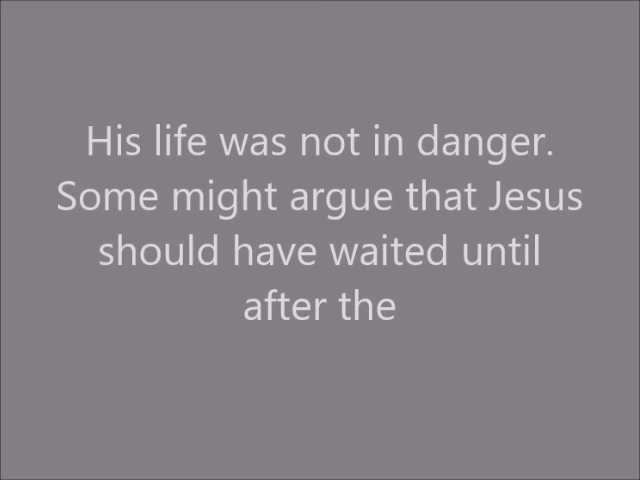 His life was not in danger.
Some might argue that Jesus
should have waited until
after the